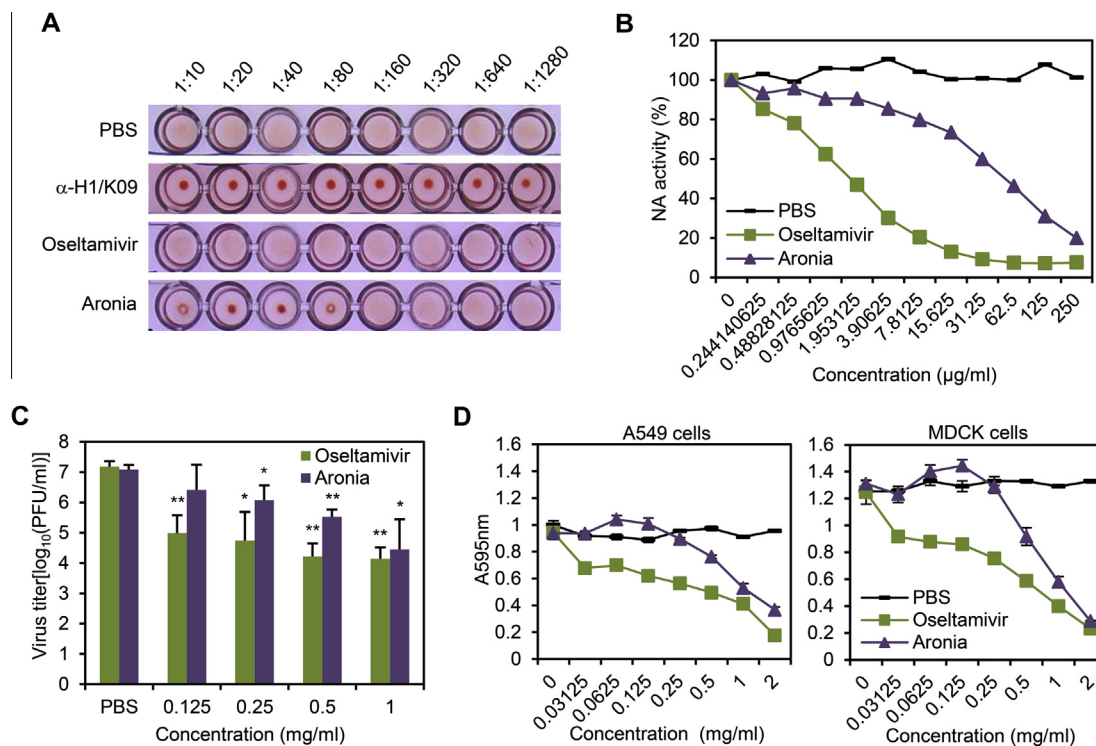 A
1:10 1:20 1:40 1:80 1:160 1:320 1:640 1:1280
PBS
α-H1/K09
Oseltamivir
Aronia
B
NA activity (%)
120
100
80
60
40
20
0
PBS
Oseltamivir
Aronia
0 0.244140625 0.48828125 0.9765625 1.953125 3.90625 7.8125 15.625 31.25 62.5 125 250
Concentration (µg/ml)
C
Virus titer[log10(PFU/ml)]
8
7
6
5
4
3
2
1
0
Oseltamivir
Aronia
** * * ** ** ** *
PBS 0.125 0.25 0.5 1
Concentration (mg/ml)
D
A549 cells
A595nm
1.6
1.4
1.2
1
0.8
0.6
0.4
0.2
0
0 0.03125 0.0625 0.125 0.25 0.5 1 2
Concentration (mg/ml)
MDCK cells
1.6
1.4
1.2
1
0.8
0.6
0.4
0.2
0
PBS
Oseltamivir
Aronia
0 0.03125 0.0625 0.125 0.25 0.5 1 2
Concentration (mg/ml)